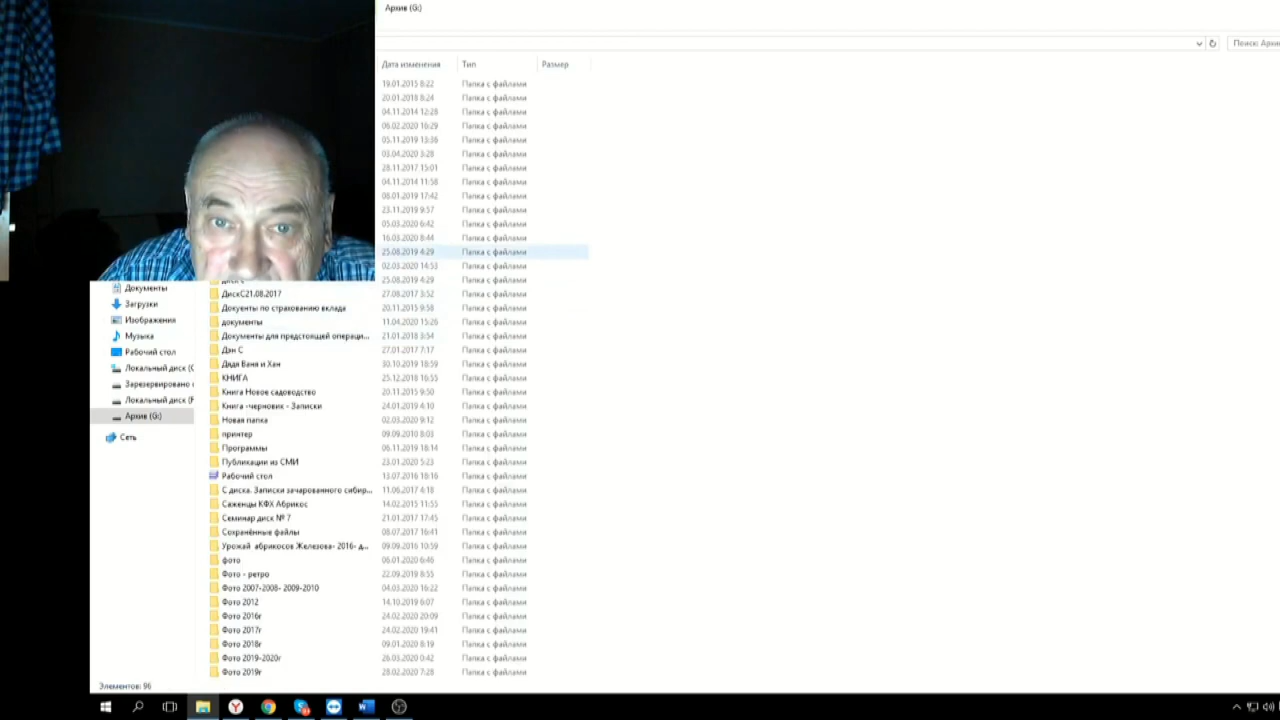 Архив (G:)
Поиск: Архи
Дата изменения Тип Размер
19.01.2015 8:22 Папка с файлами
20.01.2018 8:24 Папка с файлами
04.11.2014 12:28 Папка с файлами
06.02.2020 16:29 Папка с файлами
05.11.2019 13:36 Папка с файлами
03.04.2020 3:28 Папка с файлами
28.11.2017 15:01 Папка с файлами
04.11.2014 11:58 Папка с файлами
08.01.2019 17:42 Папка с файлами
23.11.2019 9:57 Папка с файлами
05.03.2020 6:42 Папка с файлами
16.03.2020 8:44 Папка с файлами
25.08.2019 4:29 Папка с файлами
02.03.2020 14:53 Папка с файлами
25.08.2019 4:29 Папка с файлами
Документы
Загрузки
Изображения
Музыка
Рабочий стол
Локальный диск (
Зарезервировано
Локальный диск (
Архив (G:)
Сеть
ДискС21.08.2017 27.08.2017 3:52 Папка с файлами
Докуенты по страхованию вклада 20.11.2015 9:58 Папка с файлами
документы 11.04.2020 15:26 Папка с файлами
Документы для предстоящей операци... 21.01.2018 3:54 Папка с файлами
Дэн С 27.01.2017 7:17 Папка с файлами
Дядя Ваня и Хан 30.10.2019 18:59 Папка с файлами
КНИГА 25.12.2018 16:55 Папка с файлами
Книга Новое садоводство 20.11.2015 9:50 Папка с файлами
Книга -черновик - Записки 24.01.2019 4:10 Папка с файлами
Новая папка 02.03.2020 9:12 Папка с файлами
принтер 09.09.2010 8:03 Папка с файлами
Программы 06.11.2019 18:14 Папка с файлами
Публикации из СМИ 23.01.2020 5:23 Папка с файлами
Рабочий стол 13.07.2016 18:16 Папка с файлами
С диска. Записки зачарованного сибир... 11.06.2017 4:18 Папка с файлами
Саженцы КФХ Абрикос 14.02.2015 11:55 Папка с файлами
Семинар диск № 7 21.01.2017 17:45 Папка с файлами
Сохранённые файлы 08.07.2017 16:41 Папка с файлами
Урожай абрикосов Железова- 2016- д... 09.09.2016 10:59 Папка с файлами
фото 06.01.2020 6:46 Папка с файлами
Фото - ретро 22.09.2019 8:55 Папка с файлами
Фото 2007-2008- 2009-2010 04.03.2020 16:22 Папка с файлами
Фото 2012 14.10.2019 6:07 Папка с файлами
Фото 2016г 24.02.2020 20:09 Папка с файлами
Фото 2017г 24.02.2020 19:41 Папка с файлами
Фото 2018г 09.01.2020 8:19 Папка с файлами
Фото 2019-2020г 26.03.2020 0:42 Папка с файлами
Фото 2019г 28.02.2020 7:28 Папка с файлами
Элементов: 96